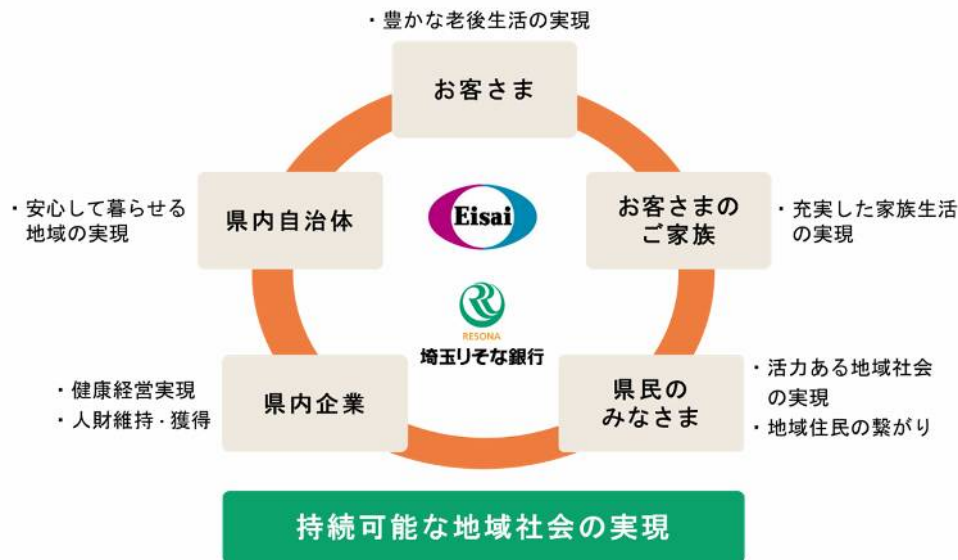 ・豊かな老後生活の実現
お客さま
・安心して暮らせる
地域の実現
県内自治体
Eisai
お客さまの
ご家族
・充実した家族生活
の実現
RESONA
埼玉りそな銀行
・健康経営実現
・人財維持・獲得
県内企業
県民の
みなさま
・活力ある地域社会
の実現
・地域住民の繋がり
持続可能な地域社会の実現